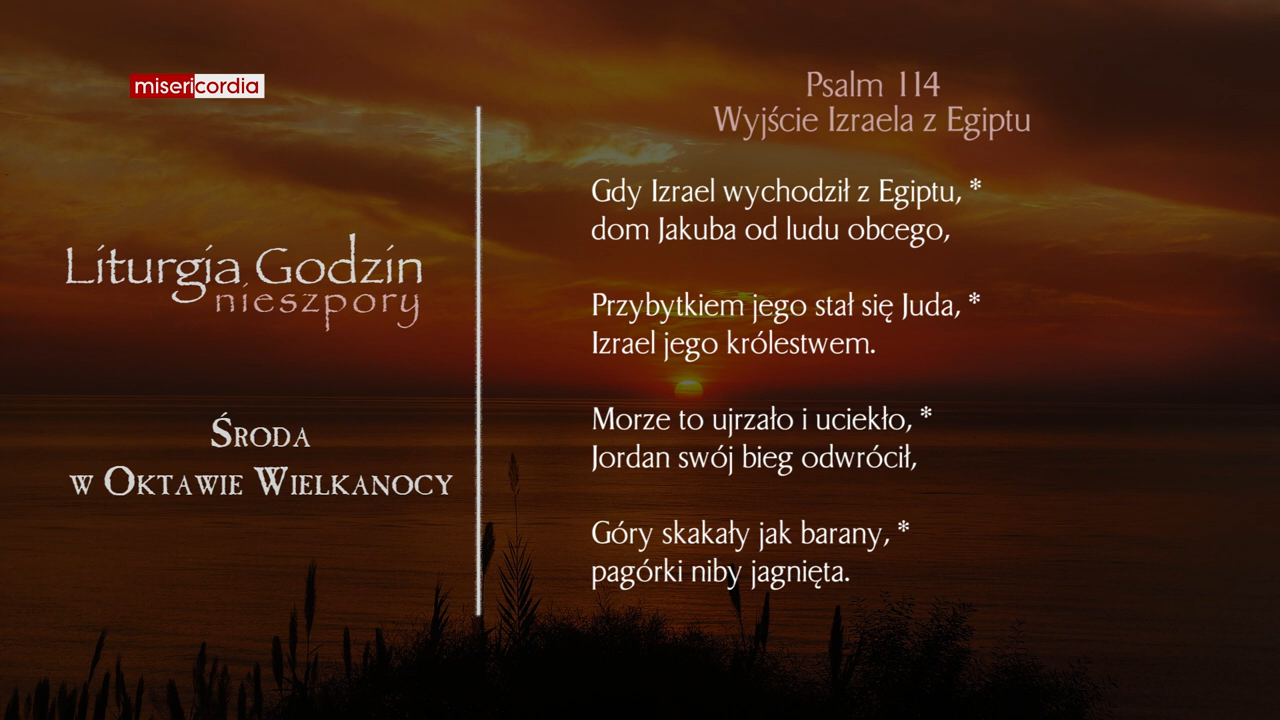 misericordia
Liturgia Godzin
nieszpory
Środa
w Oktawie Wielkanocy
Psalm 114
Wyjście Izraela z Egiptu
Gdy Izrael wychodził z Egiptu, *
dom Jakuba od ludu obcego,
Przybytkiem jego stał się Juda, *
Izrael jego królestwem.
Morze to ujrzało i uciekło, *
Jordan swój bieg odwrócił,
Góry skakały jak barany, *
pagórki niby jagnięta.